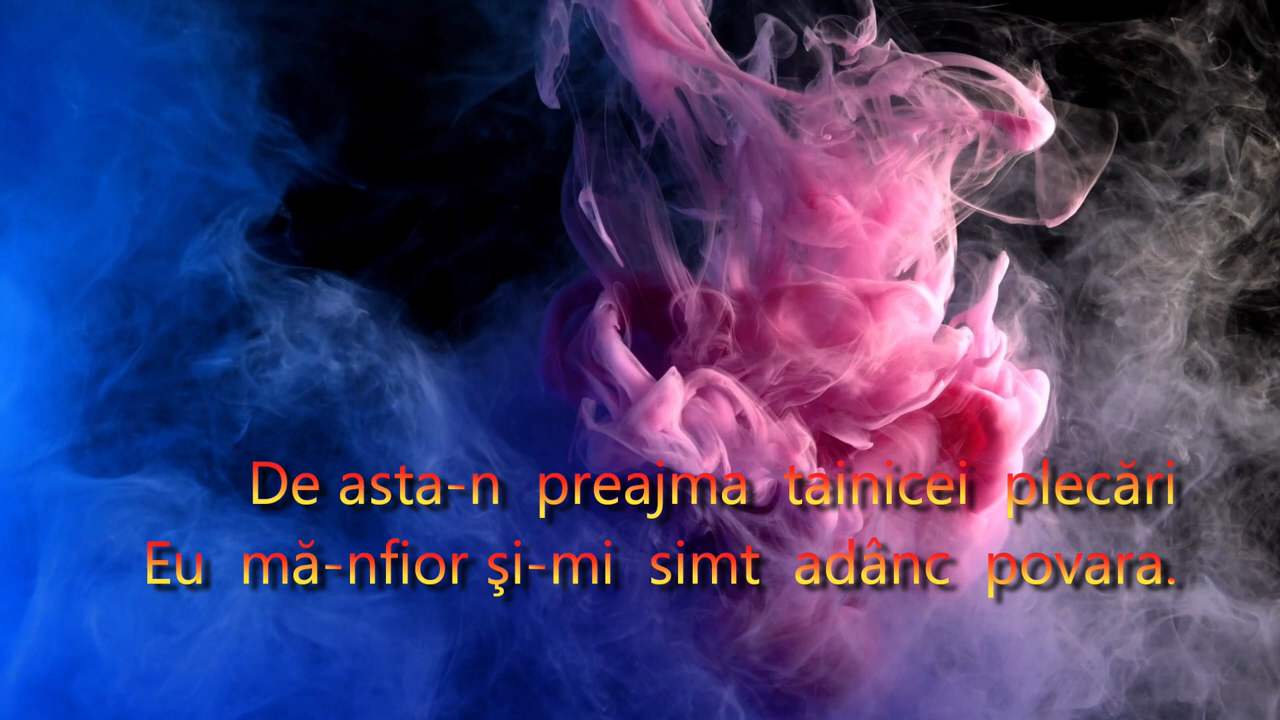 De asta-n preajma tainicei plecări
Eu mă-nfior şi-mi simt adânc povara.